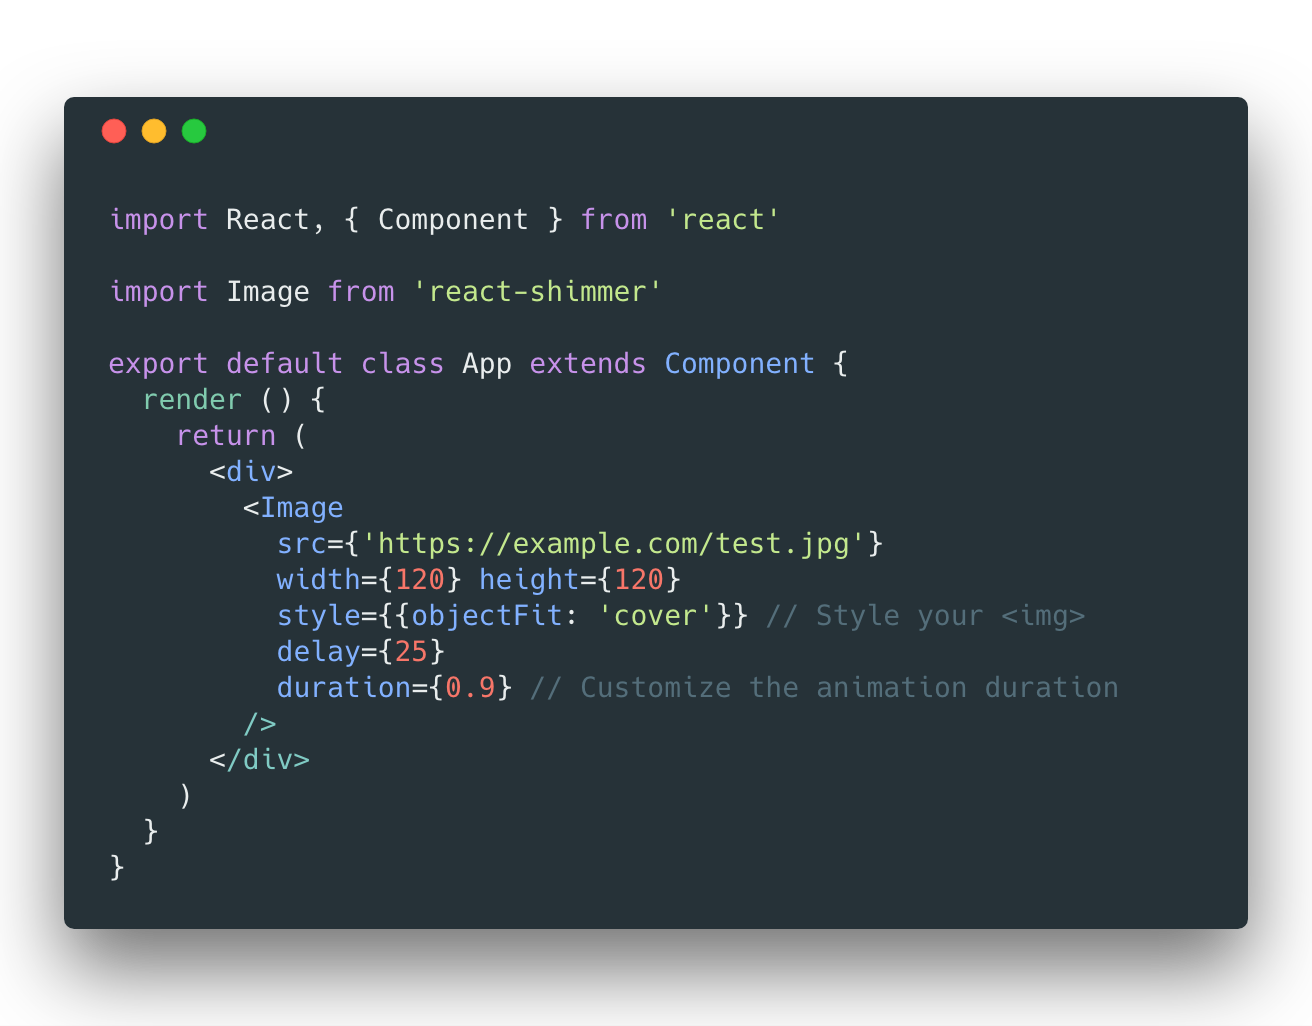 import React, { Component } from 'react'
import Image from 'react-shimmer'
export default class App extends Component {
  render () {
    return (
      <div>
        <Image
          src={'https://example.com/test.jpg'}
          width={120} height={120}
          style={{objectFit: 'cover'}} // Style your <img>
          delay={25}
          duration={0.9} // Customize the animation duration
        />
      </div>
    )
  }
}